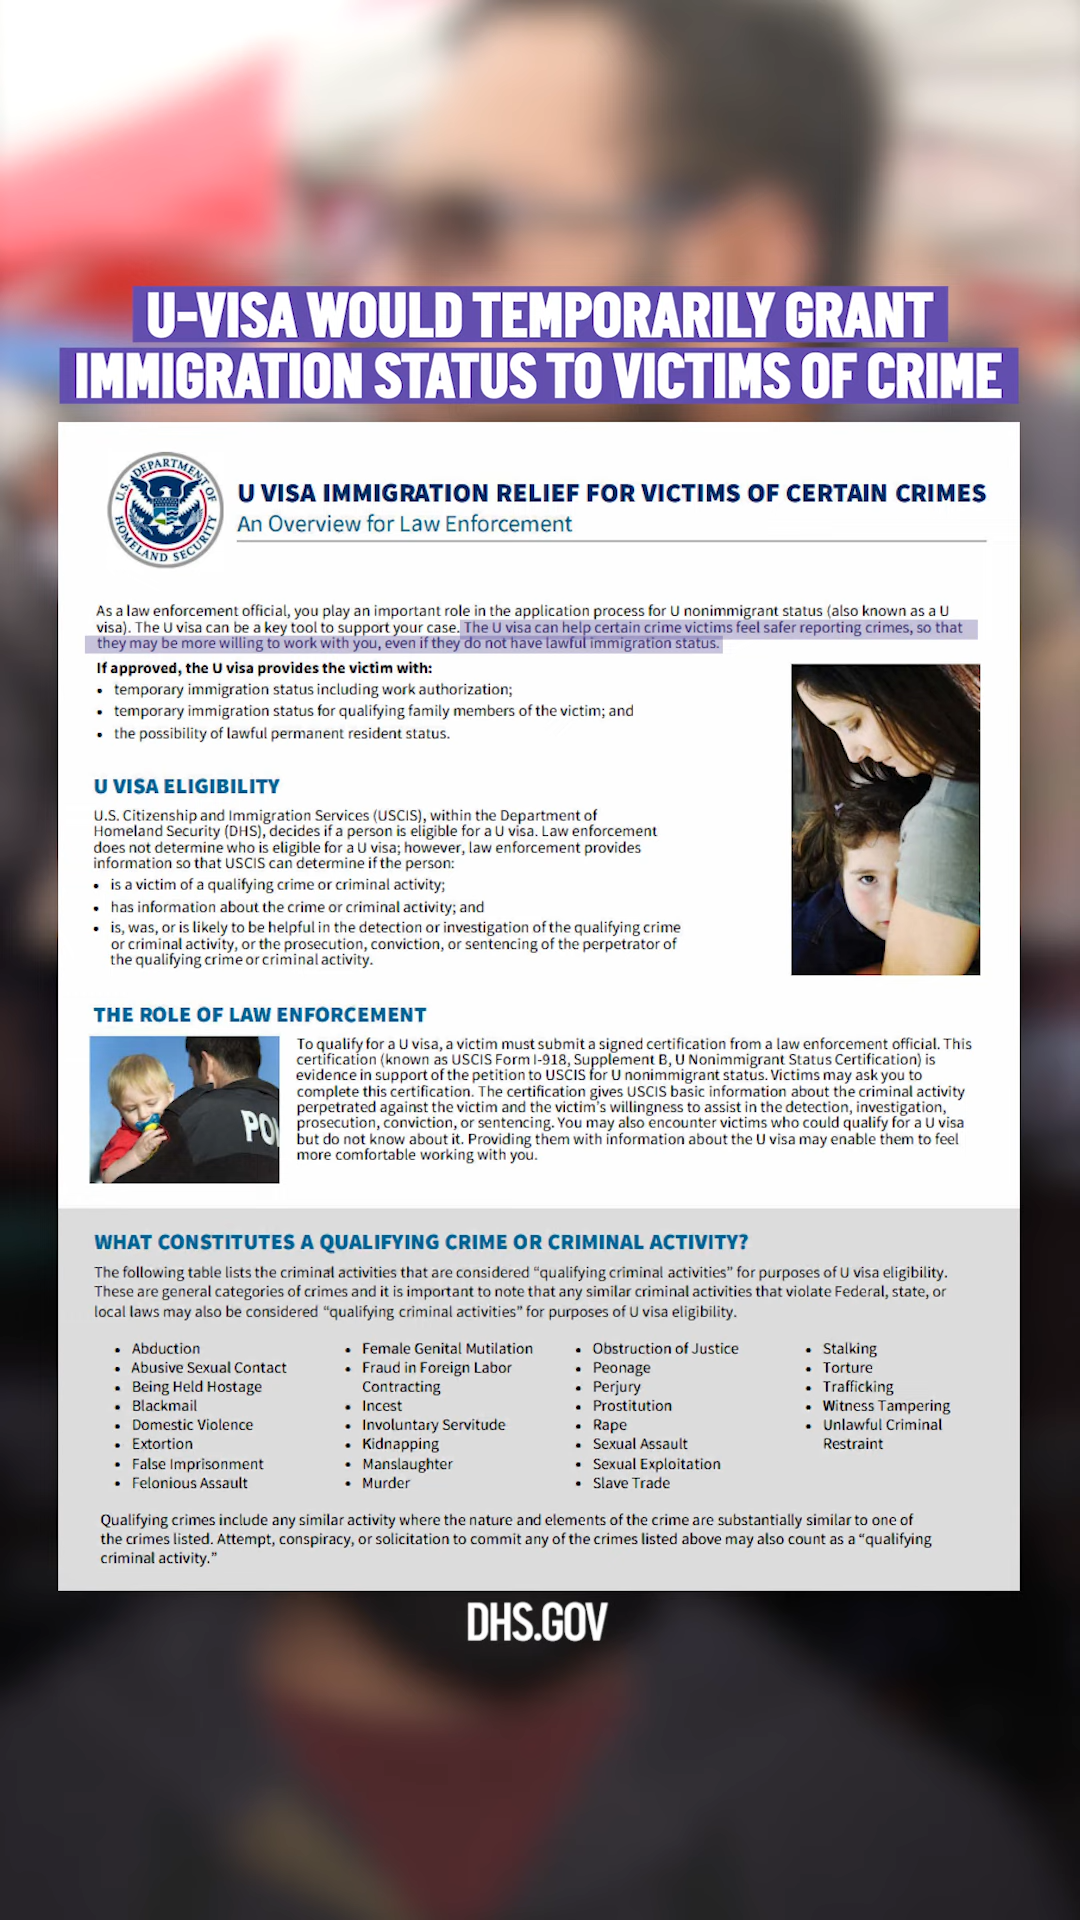 U-VISA WOULD TEMPORARILY GRANT
IMMIGRATION STATUS TO VICTIMS OF CRIME
U.S. DEPARTMENT OF HOMELAND SECURITY
U VISA IMMIGRATION RELIEF FOR VICTIMS OF CERTAIN CRIMES
An Overview for Law Enforcement
As a law enforcement official, you play an important role in the application process for U nonimmigrant status (also known as a U
visa). The U visa can be a key tool to support your case. The U visa can help certain crime victims feel safer reporting crimes, so that
they may be more willing to work with you, even if they do not have lawful immigration status.
If approved, the U visa provides the victim with:
• temporary immigration status including work authorization;
• temporary immigration status for qualifying family members of the victim; and
• the possibility of lawful permanent resident status.
U VISA ELIGIBILITY
U.S. Citizenship and Immigration Services (USCIS), within the Department of
Homeland Security (DHS), decides if a person is eligible for a U visa. Law enforcement
does not determine who is eligible for a U visa; however, law enforcement provides
information so that USCIS can determine if the person:
• is a victim of a qualifying crime or criminal activity;
• has information about the crime or criminal activity; and
• is, was, or is likely to be helpful in the detection or investigation of the qualifying crime
or criminal activity, or the prosecution, conviction, or sentencing of the perpetrator of
the qualifying crime or criminal activity.
THE ROLE OF LAW ENFORCEMENT
To qualify for a U visa, a victim must submit a signed certification from a law enforcement official. This
certification (known as USCIS Form I-918, Supplement B, U Nonimmigrant Status Certification) is
evidence in support of the petition to USCIS for U nonimmigrant status. Victims may ask you to
complete this certification. The certification gives USCIS basic information about the criminal activity
perpetrated against the victim and the victim's willingness to assist in the detection, investigation,
prosecution, conviction, or sentencing. You may also encounter victims who could qualify for a U visa
but do not know about it. Providing them with information about the U visa may enable them to feel
more comfortable working with you.
PO
WHAT CONSTITUTES A QUALIFYING CRIME OR CRIMINAL ACTIVITY?
The following table lists the criminal activities that are considered “qualifying criminal activities” for purposes of U visa eligibility.
These are general categories of crimes and it is important to note that any similar criminal activities that violate Federal, state, or
local laws may also be considered “qualifying criminal activities” for purposes of U visa eligibility.
• Abduction
• Abusive Sexual Contact
• Being Held Hostage
• Blackmail
• Domestic Violence
• Extortion
• False Imprisonment
• Felonious Assault
• Female Genital Mutilation
• Fraud in Foreign Labor
Contracting
• Incest
• Involuntary Servitude
• Kidnapping
• Manslaughter
• Murder
• Obstruction of Justice
• Peonage
• Perjury
• Prostitution
• Rape
• Sexual Assault
• Sexual Exploitation
• Slave Trade
• Stalking
• Torture
• Trafficking
• Witness Tampering
• Unlawful Criminal
Restraint
Qualifying crimes include any similar activity where the nature and elements of the crime are substantially similar to one of
the crimes listed. Attempt, conspiracy, or solicitation to commit any of the crimes listed above may also count as a “qualifying
criminal activity.”
DHS.GOV